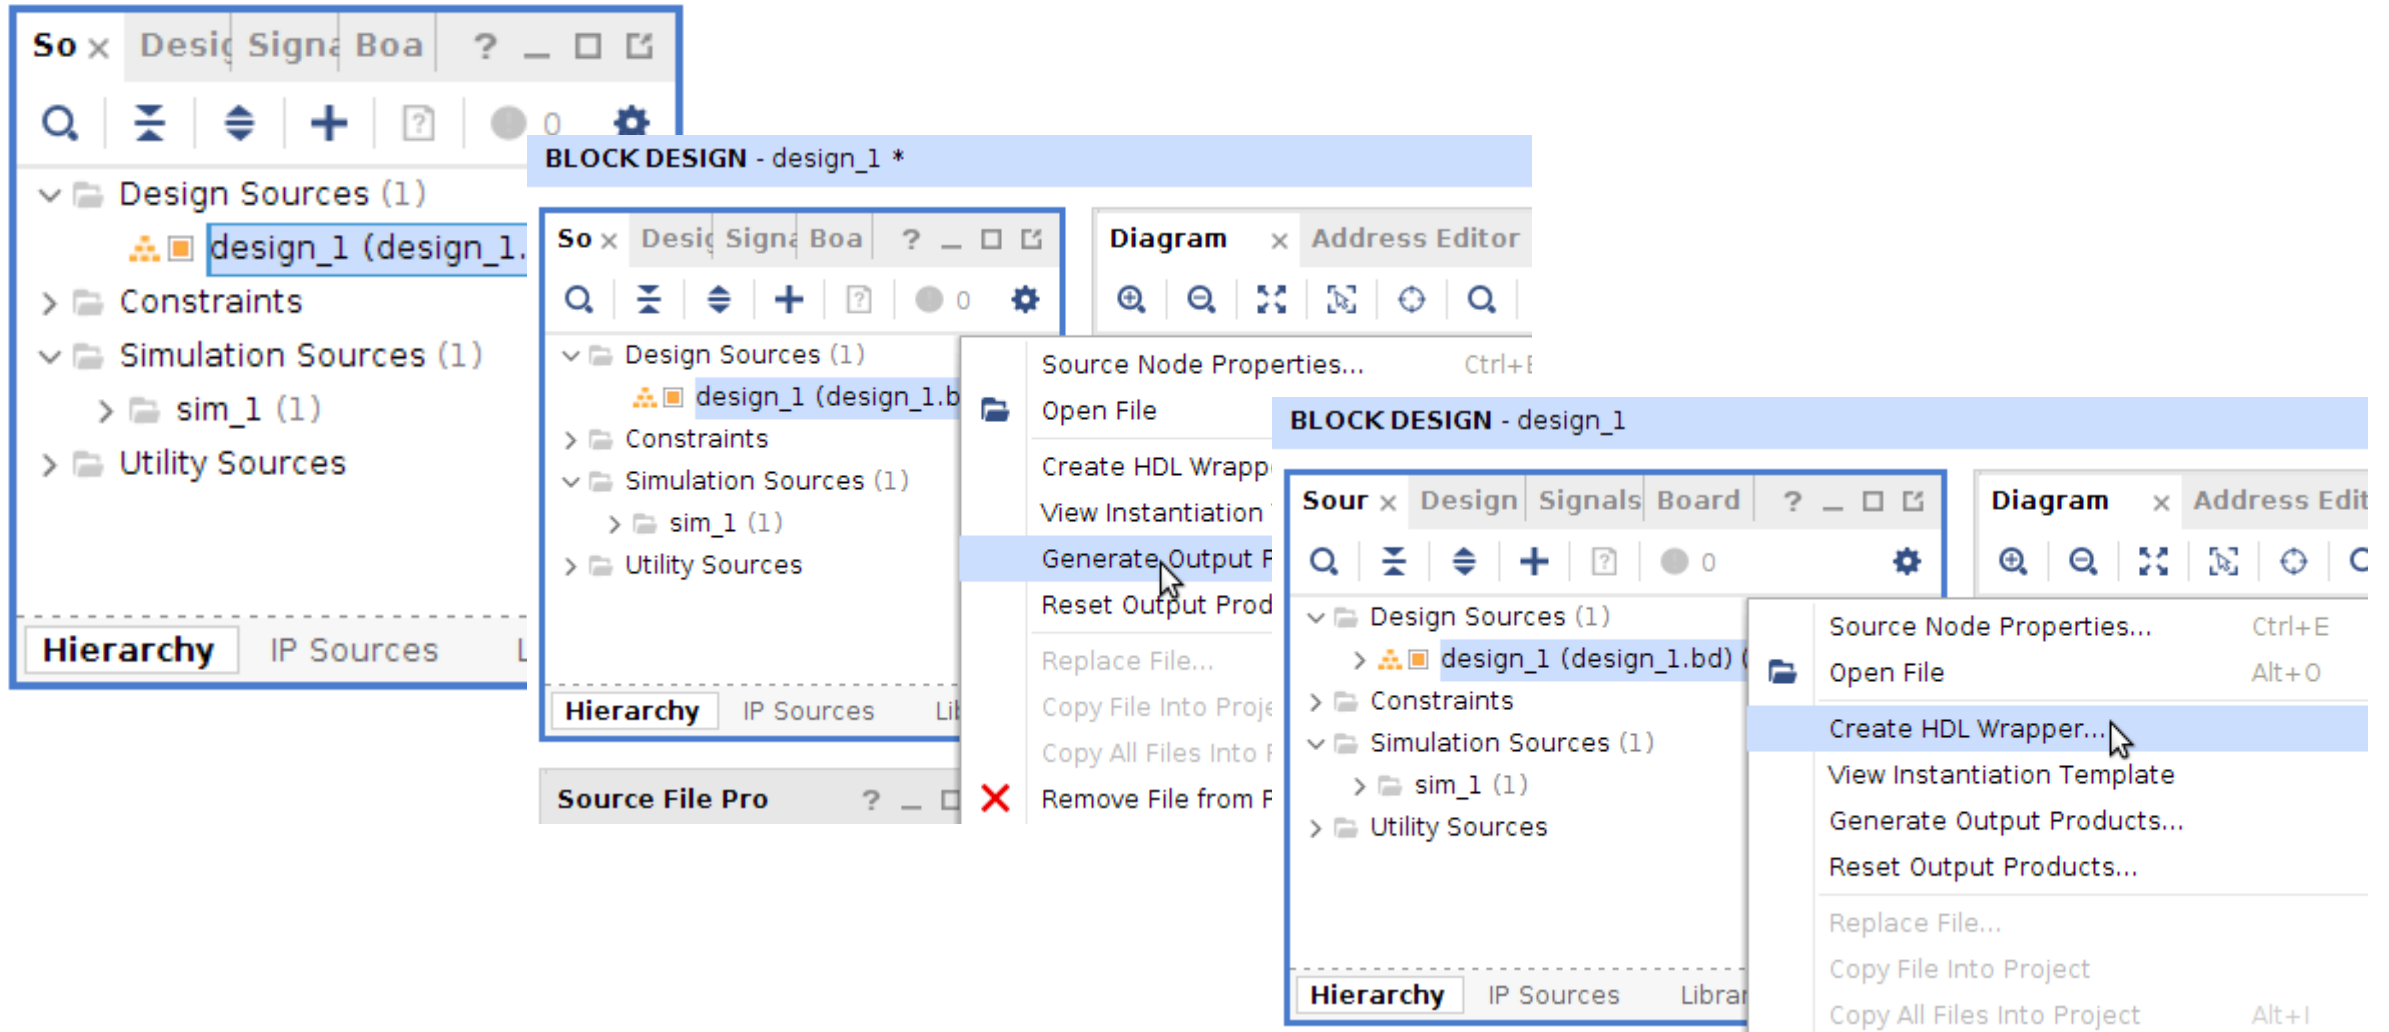 So Desig Signa Boa ?
0
Design Sources (1)
design_1 (design_1.
Constraints
Simulation Sources (1)
sim_1 (1)
Utility Sources
Hierarchy IP Sources L
BLOCK DESIGN - design_1 *
So Desig Signa Boa ?
Diagram Address Editor
0
Design Sources (1)
design_1 (design_1.b
Constraints
Simulation Sources (1)
sim_1 (1)
Utility Sources
Hierarchy IP Sources Lib
Source File Pro ?
Source Node Properties... Ctrl+E
Open File
Create HDL Wrapp
View Instantiation
Generate Output P
Reset Output Prod
Replace File...
Copy File Into Proje
Copy All Files Into P
Remove File from P
BLOCK DESIGN - design_1
Sour Design Signals Board ?
Diagram Address Edit
0
Design Sources (1)
design_1 (design_1.bd) (
Constraints
Simulation Sources (1)
sim_1 (1)
Utility Sources
Hierarchy IP Sources Librar
Source Node Properties... Ctrl+E
Open File Alt+O
Create HDL Wrapper...
View Instantiation Template
Generate Output Products...
Reset Output Products...
Replace File...
Copy File Into Project
Copy All Files Into Project Alt+I